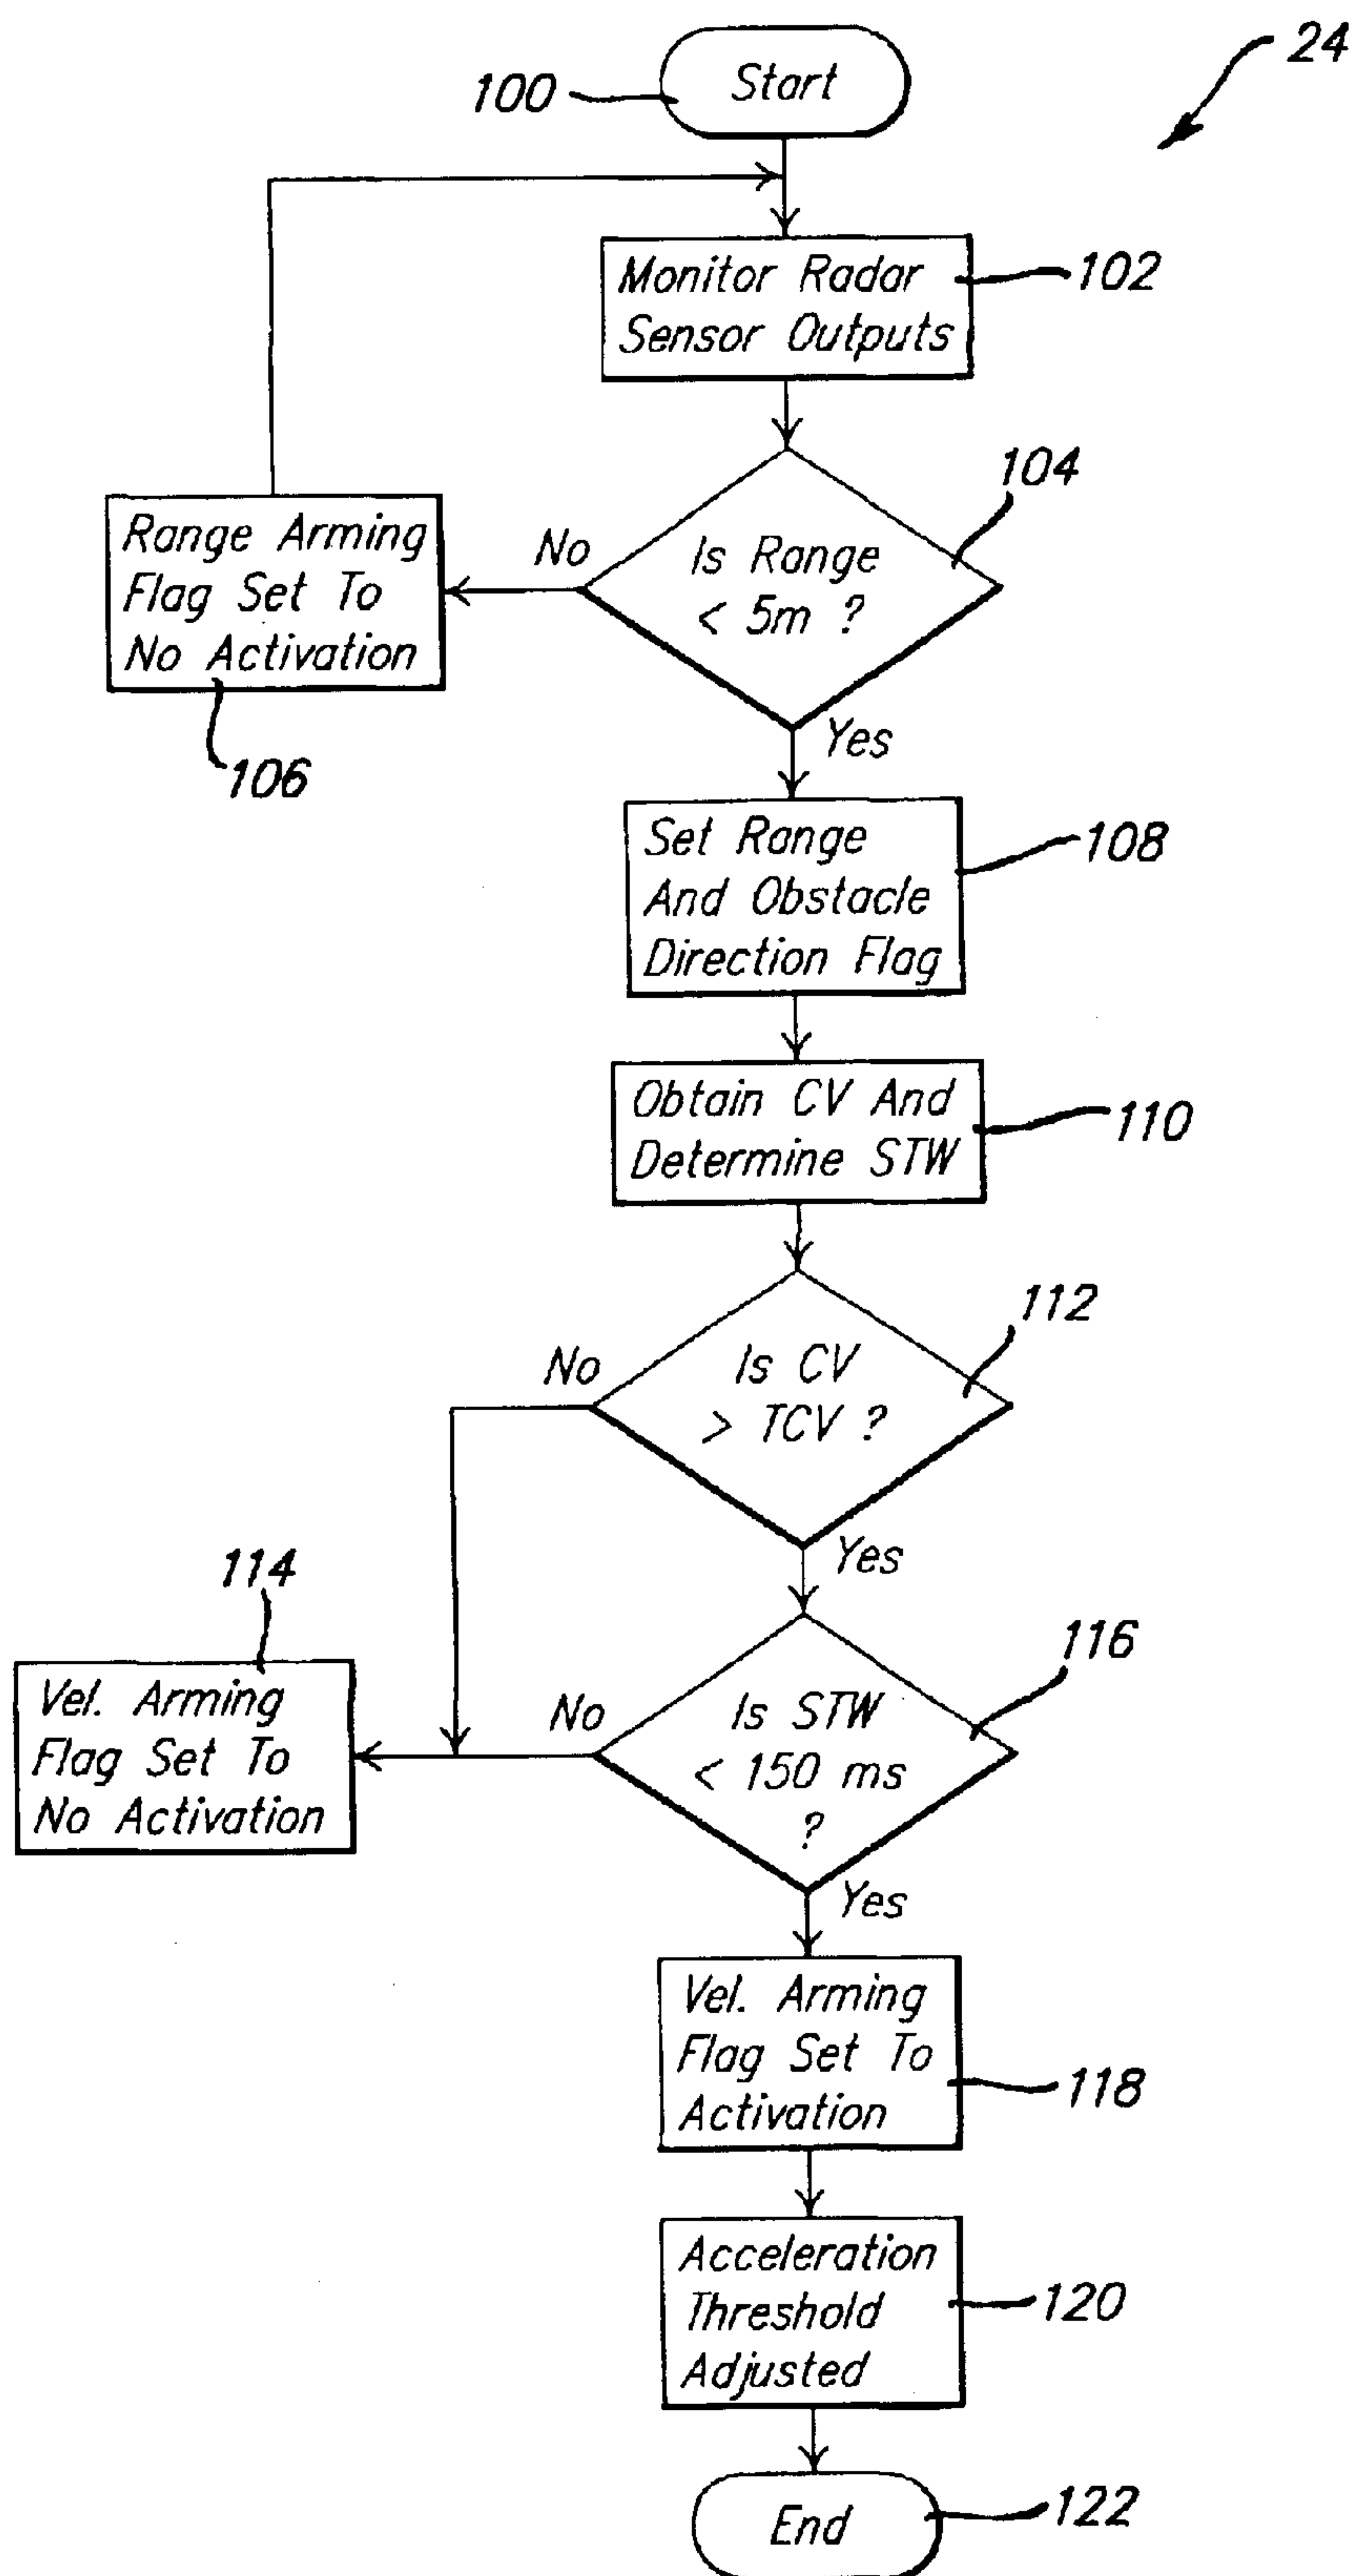 24
Start
100
Monitor Radar
Sensor Outputs
102
104
Is Range
< 5m ?
No
Yes
Range Arming
Flag Set To
No Activation
106
Set Range
And Obstacle
Direction Flag
108
Obtain CV And
Determine STW
110
112
Is CV
> TCV ?
No
Yes
114
Vel. Arming
Flag Set To
No Activation
116
Is STW
< 150 ms
?
No
Yes
Vel. Arming
Flag Set To
Activation
118
Acceleration
Threshold
Adjusted
120
End
122